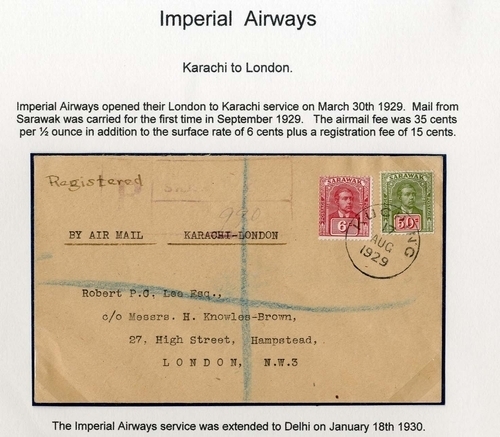 Imperial Airways
Karachi to London.
Imperial Airways opened their London to Karachi service on March 30th 1929. Mail from
Sarawak was carried for the first time in September 1929. The airmail fee was 35 cents
per ½ ounce in addition to the surface rate of 6 cents plus a registration fee of 15 cents.
Registered
R
SARAWAK
SARAWAK
6c
50c
KUCHING
AUG
1929
BY AIR MAIL KARACHI-LONDON
Robert P.C. Lee Esq.,
c/o Messrs. H. Knowles-Brown,
27, High Street, Hampstead,
LONDON, N.W.3
The Imperial Airways service was extended to Delhi on January 18th 1930.